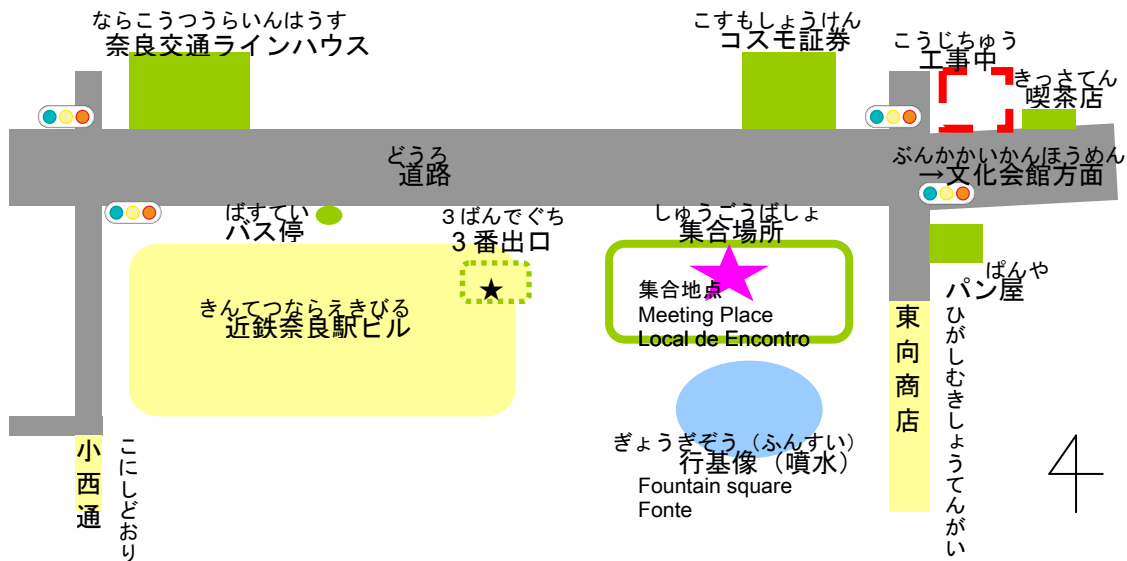 ならこうつうらいんはうす
奈良交通ラインハウス
こすもしょうけん
コスモ証券
こうじちゅう
工事中
きっさてん
喫茶店
どうろ
道路
ぶんかかいかんほうめん
→文化会館方面
ばすてい
バス停
3ばんでぐち
3番出口
★
しゅうごうばしょ
集合場所
集合地点
Meeting Place
Local de Encontro
ぱんや
パン屋
きんてつならえきびる
近鉄奈良駅ビル
東向商店
ひがしむきしょうてんがい
ぎょうぎぞう（ふんすい）
行基像（噴水）
Fountain square
Fonte
小西通
こにしどおり